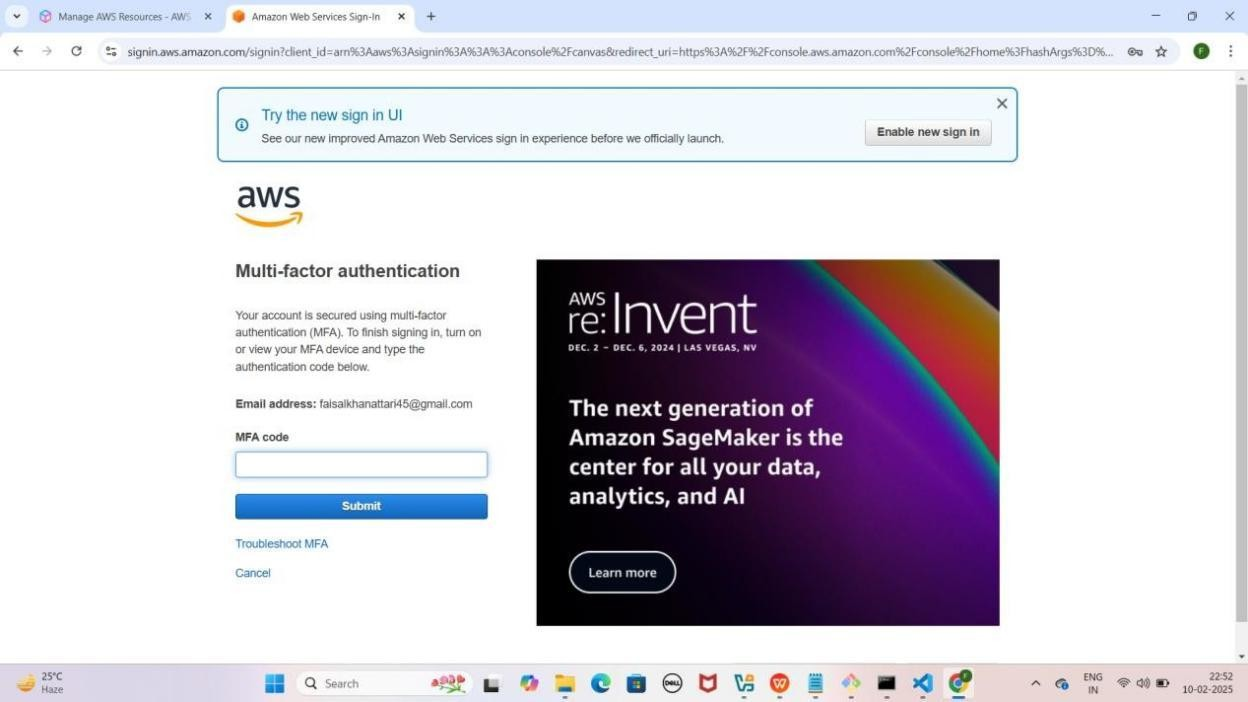 Manage AWS Resources - AWS
Amazon Web Services Sign-In
signin.aws.amazon.com/signin?client_id=arn%3Aaws%3Asignin%3A%3A%3Aconsole%2Fcanvas&redirect_uri=https%3A%2F%2Fconsole.aws.amazon.com%2Fconsole%2Fhome%3FhashArgs%3D%...
F
Try the new sign in UI
See our new improved Amazon Web Services sign in experience before we officially launch.
Enable new sign in
aws
Multi-factor authentication
Your account is secured using multi-factor
authentication (MFA). To finish signing in, turn on
or view your MFA device and type the
authentication code below.
Email address: faisalkhanattari45@gmail.com
MFA code
Submit
Troubleshoot MFA
Cancel
AWS
re:Invent
DEC. 2 – DEC. 6, 2024 | LAS VEGAS, NV
The next generation of
Amazon SageMaker is the
center for all your data,
analytics, and AI
Learn more
25°C
Haze
Search
DELL
ENG
IN
22:52
10-02-2025